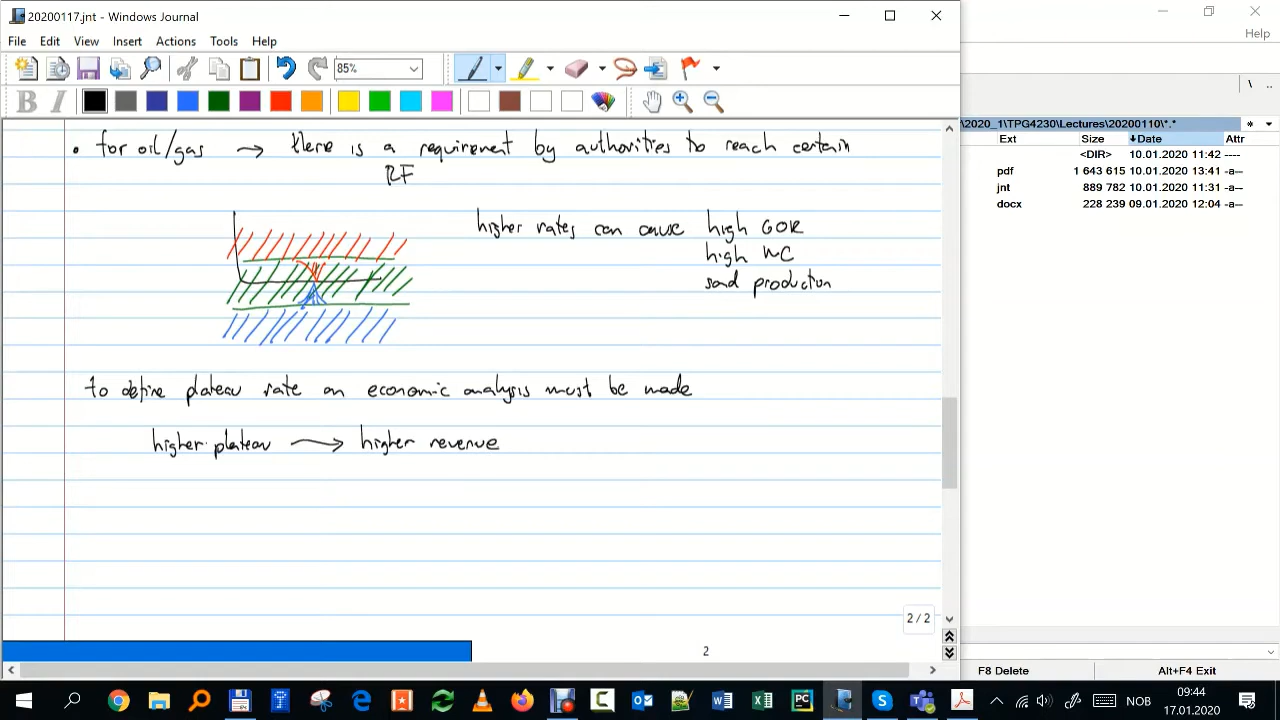 20200117.jnt - Windows Journal
File Edit View Insert Actions Tools Help
Help
85%
B I
\ ..
\2020_1\TPG4230\Lectures\20200110\*.* * ▼
Ext Size Date Attr
<DIR> 10.01.2020 11:42 ----
pdf 1 643 615 10.01.2020 13:41 -a--
jnt 889 782 10.01.2020 11:31 -a--
docx 228 239 09.01.2020 12:04 -a--
• for oil/gas → there is a requirement by authorities to reach certain
RF
higher rates can cause high GOR
high WC
sand production
to define plateau rate an economic analysis must be made
higher plateau → higher revenue
2 / 2
2
F8 Delete Alt+F4 Exit
NOB
09:44
17.01.2020